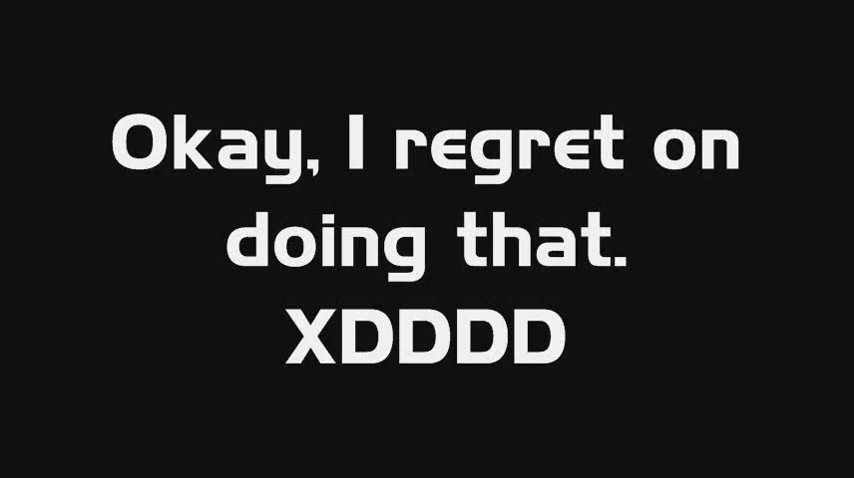 Okay, I regret on
doing that.
XDDDD